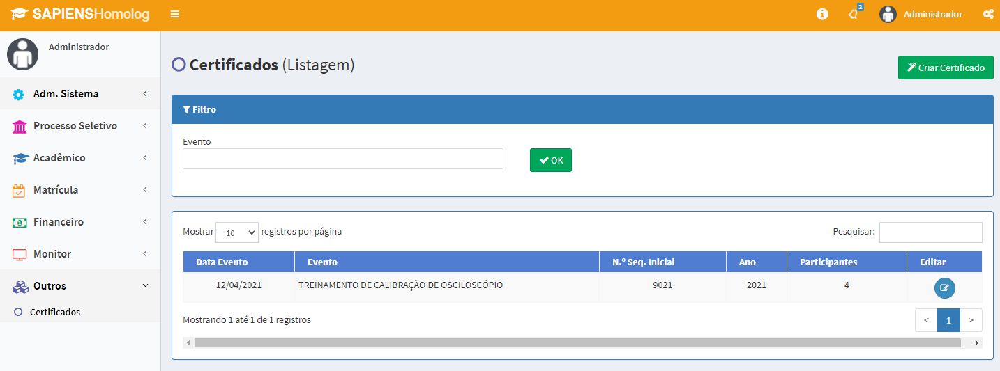 SAPIENSHomolog
2
Administrador
Administrador
Adm. Sistema
Processo Seletivo
Acadêmico
Matrícula
Financeiro
Monitor
Outros
Certificados
Certificados (Listagem)
Criar Certificado
Filtro
Evento
OK
Mostrar 10 registros por página
Pesquisar:
Data Evento Evento N.º Seq. Inicial Ano Participantes Editar
12/04/2021 TREINAMENTO DE CALIBRAÇÃO DE OSCILOSCÓPIO 9021 2021 4
Mostrando 1 até 1 de 1 registros
< 1 >